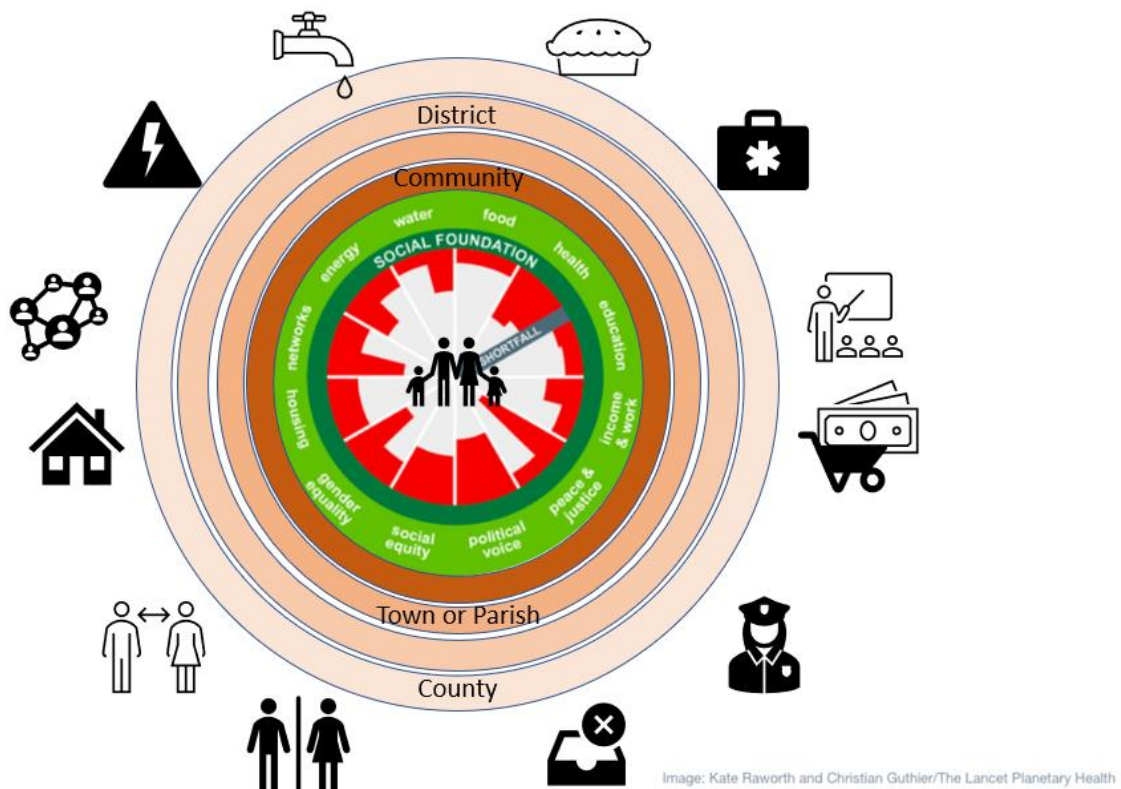 District
Community
water
food
energy
SOCIAL FOUNDATION
health
networks
education
SHORTFALL
housing
income
& work
gender
equality
peace &
justice
social
equity
political
voice
Town or Parish
County
Image: Kate Raworth and Christian Guthier/The Lancet Planetary Health